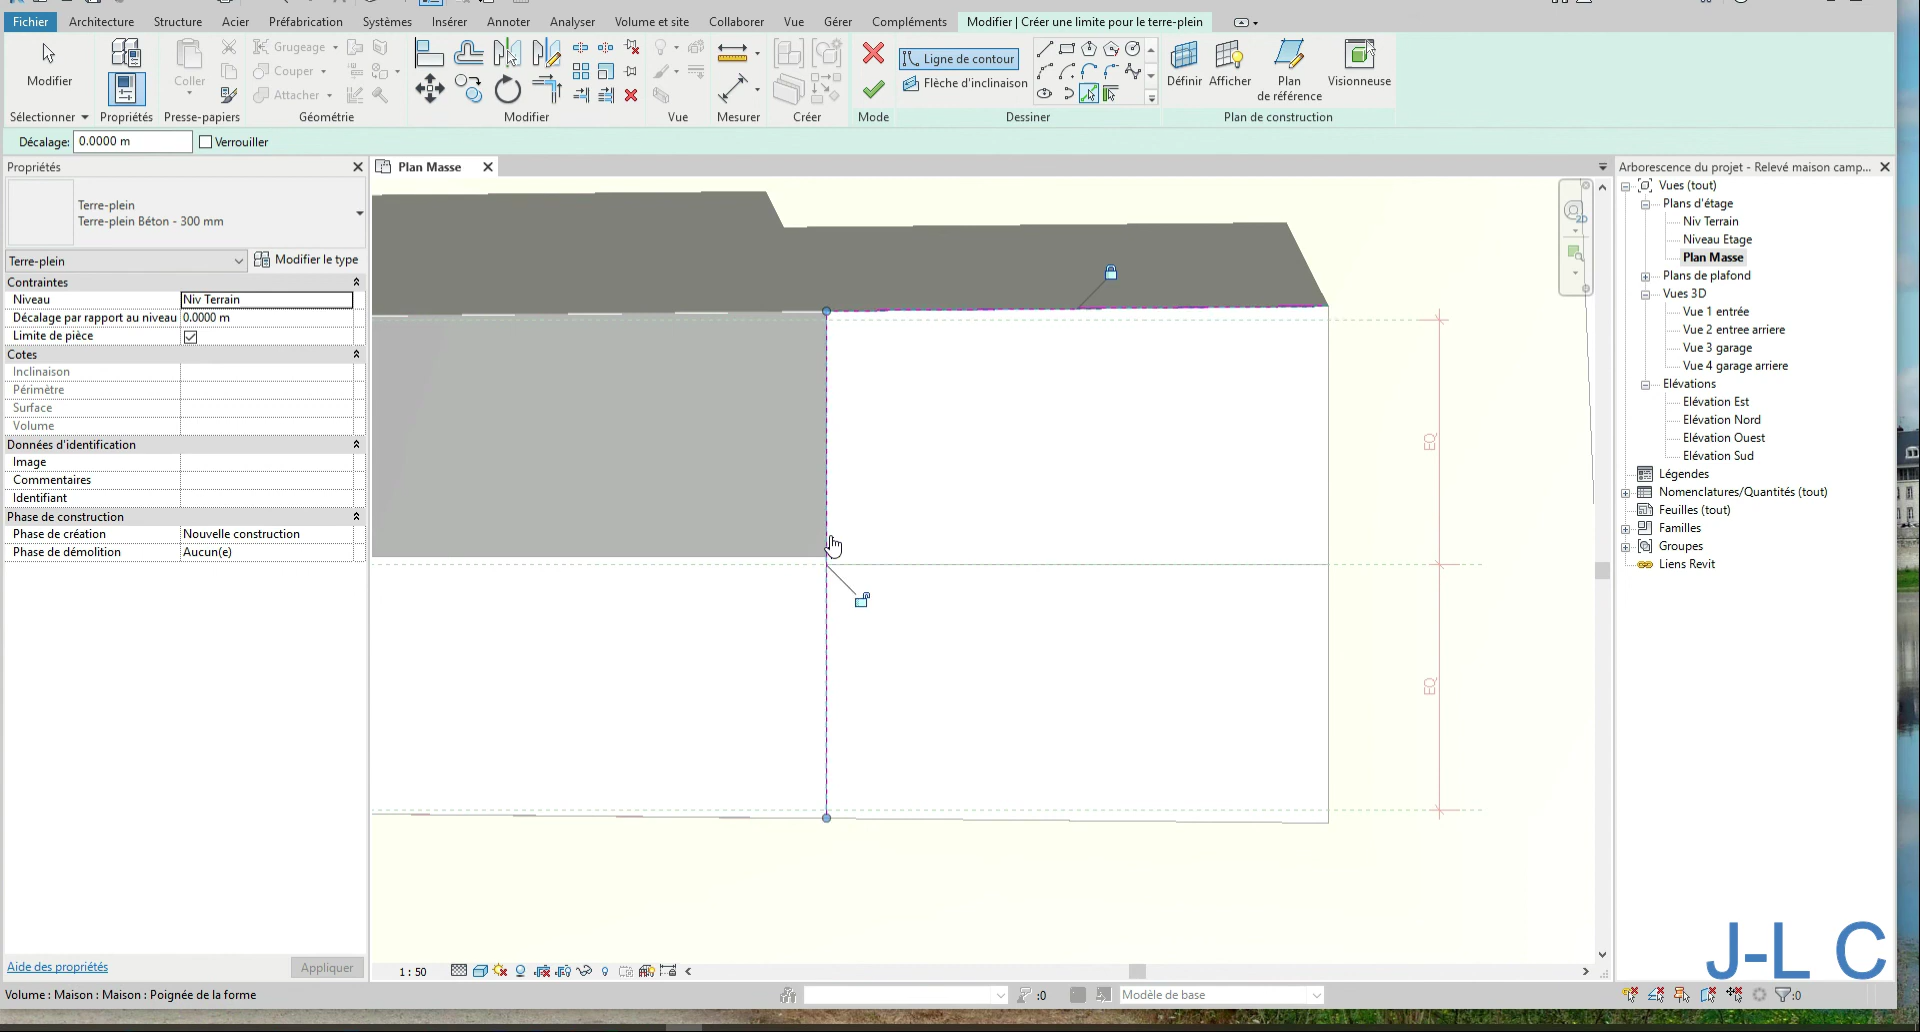 Fichier Architecture Structure Acier Préfabrication Systèmes Insérer Annoter Analyser Volume et site Collaborer Vue Gérer Compléments Modifier | Créer une limite pour le terre-plein
Modifier Coller Grugeage Couper Attacher Ligne de contour Flèche d'inclinaison Définir Afficher Plan de référence Visionneuse
Sélectionner Propriétés Presse-papiers Géométrie Modifier Vue Mesurer Créer Mode Dessiner Plan de construction
Décalage: 0.0000 m Verrouiller
Propriétés
Terre-plein
Terre-plein Béton - 300 mm
Terre-plein Modifier le type
Contraintes
Niveau Niv Terrain
Décalage par rapport au niveau 0.0000 m
Limite de pièce
Cotes
Inclinaison
Périmètre
Surface
Volume
Données d'identification
Image
Commentaires
Identifiant
Phase de construction
Phase de création Nouvelle construction
Phase de démolition Aucun(e)
Aide des propriétés Appliquer
Plan Masse
2D
EQ
EQ
1 : 50
Arborescence du projet - Relevé maison camp...
Vues (tout)
Plans d'étage
Niv Terrain
Niveau Etage
Plan Masse
Plans de plafond
Vues 3D
Vue 1 entrée
Vue 2 entree arriere
Vue 3 garage
Vue 4 garage arriere
Elévations
Elévation Est
Elévation Nord
Elévation Ouest
Elévation Sud
Légendes
Nomenclatures/Quantités (tout)
Feuilles (tout)
Familles
Groupes
Liens Revit
J-L C
Volume : Maison : Maison : Poignée de la forme
:0 Modèle de base :0